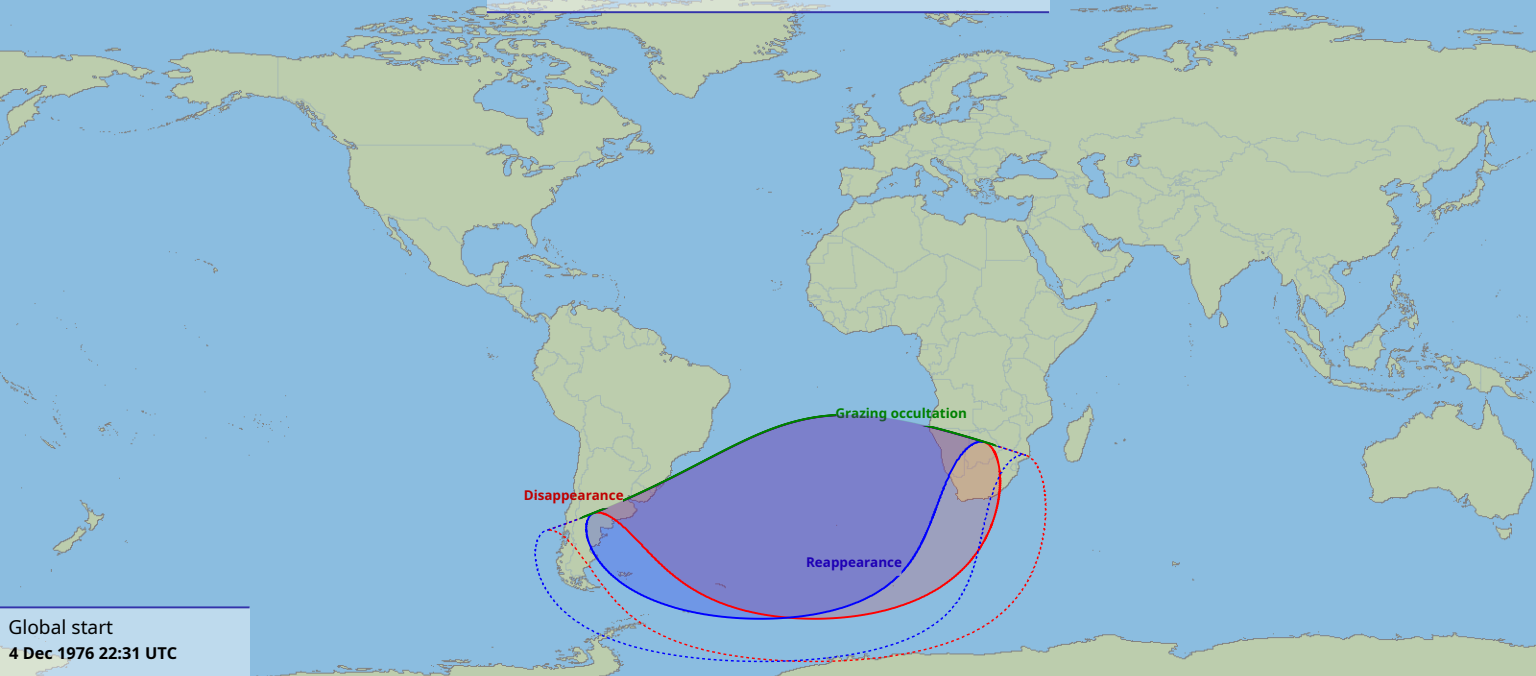 Grazing occultation
Disappearance
Reappearance
Global start
4 Dec 1976 22:31 UTC